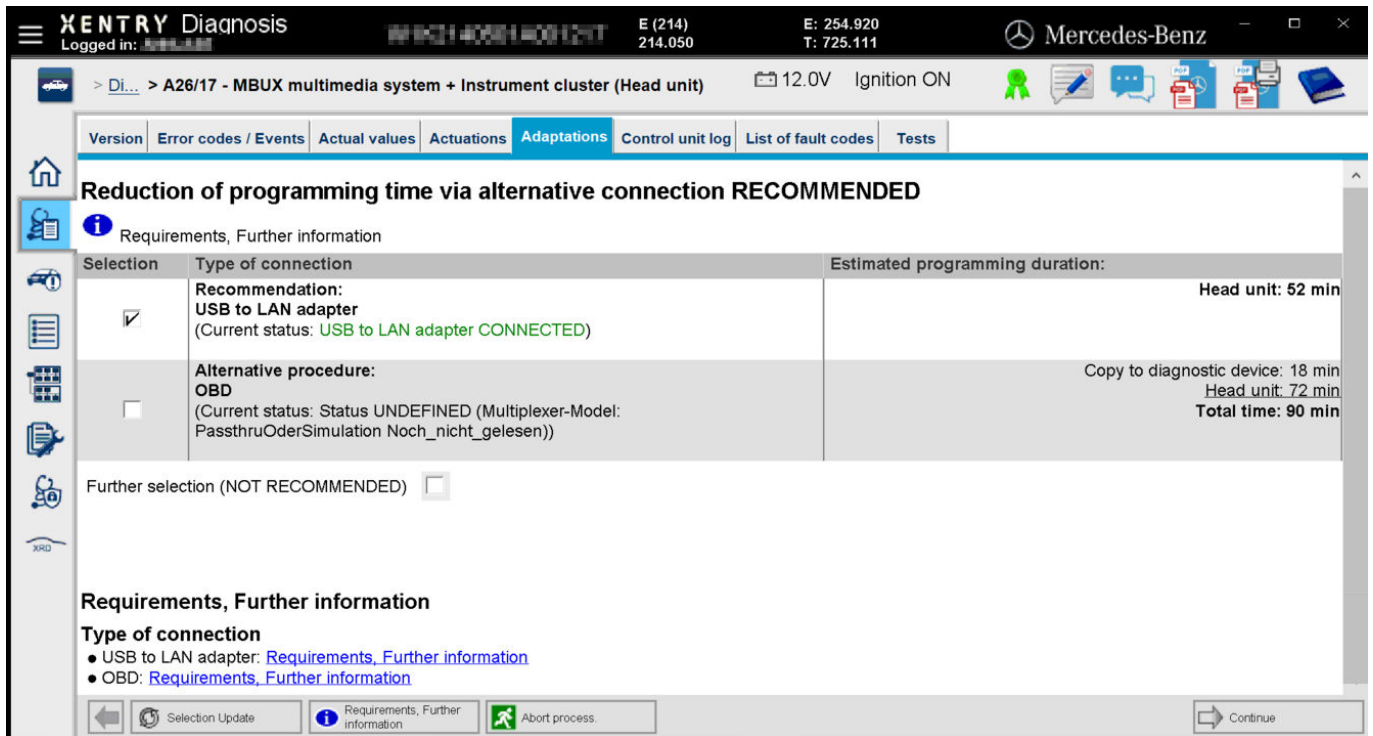 XENTRY Diagnosis
Logged in:
E (214)
214.050
E: 254.920
T: 725.111
Mercedes-Benz
> Di... > A26/17 - MBUX multimedia system + Instrument cluster (Head unit)
12.0V Ignition ON
Version Error codes / Events Actual values Actuations Adaptations Control unit log List of fault codes Tests
Reduction of programming time via alternative connection RECOMMENDED
Requirements, Further information
Selection Type of connection Estimated programming duration:
Recommendation:
USB to LAN adapter
(Current status: USB to LAN adapter CONNECTED)
Head unit: 52 min
Alternative procedure:
OBD
(Current status: Status UNDEFINED (Multiplexer-Model:
PassthruOderSimulation Noch_nicht_gelesen))
Copy to diagnostic device: 18 min
Head unit: 72 min
Total time: 90 min
Further selection (NOT RECOMMENDED)
XRD
Requirements, Further information
Type of connection
● USB to LAN adapter: Requirements, Further information
● OBD: Requirements, Further information
Selection Update
Requirements, Further
information
Abort process.
Continue